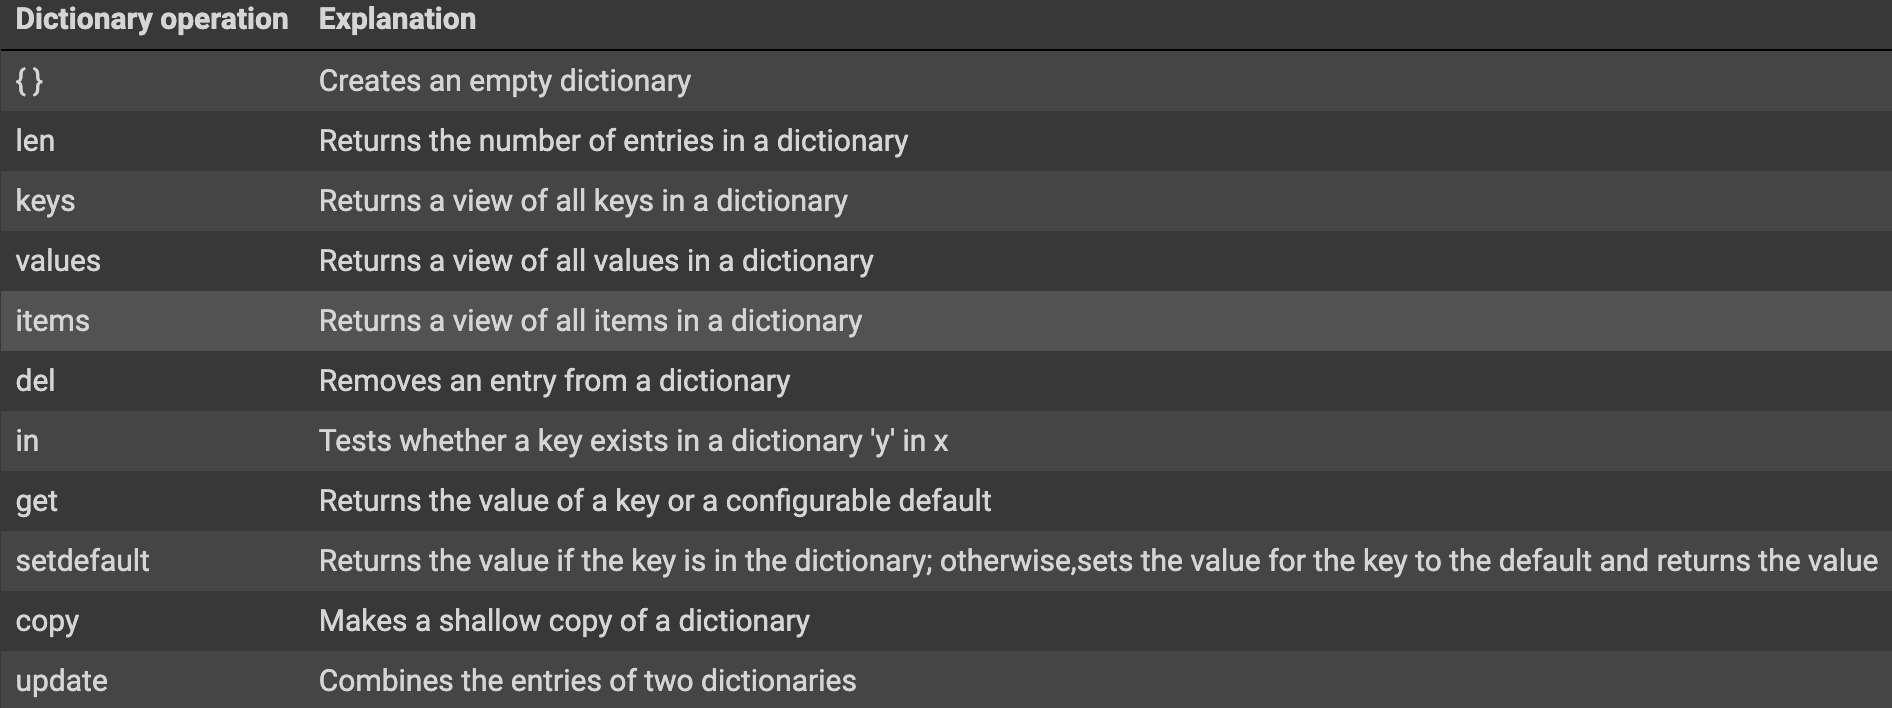 Dictionary operation Explanation
{} Creates an empty dictionary
len Returns the number of entries in a dictionary
keys Returns a view of all keys in a dictionary
values Returns a view of all values in a dictionary
items Returns a view of all items in a dictionary
del Removes an entry from a dictionary
in Tests whether a key exists in a dictionary 'y' in x
get Returns the value of a key or a configurable default
setdefault Returns the value if the key is in the dictionary; otherwise,sets the value for the key to the default and returns the value
copy Makes a shallow copy of a dictionary
update Combines the entries of two dictionaries